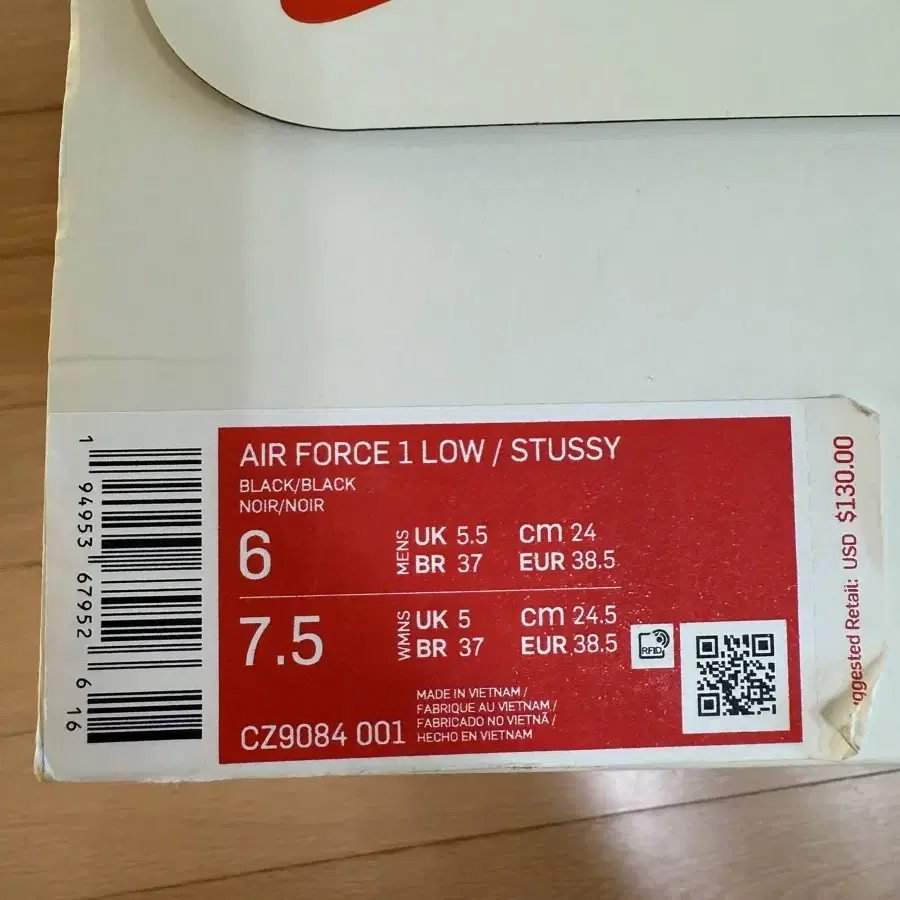 AIR FORCE 1 LOW / STUSSY
BLACK/BLACK
NOIR/NOIR
6
MENS
UK 5.5 cm 24
BR 37 EUR 38.5
7.5
WMNS
UK 5 cm 24.5
BR 37 EUR 38.5
RFID
MADE IN VIETNAM /
FABRIQUE AU VIETNAM /
FABRICADO NO VIETNÃ /
HECHO EN VIETNAM
CZ9084 001
1 94953 67952 6 16
Retail: USD $130.00